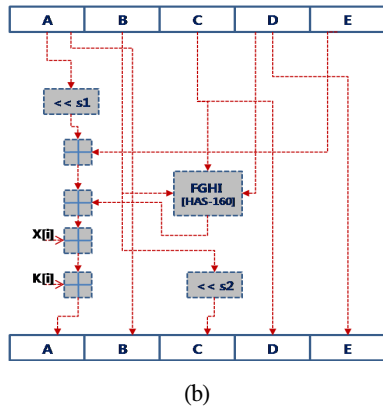 A B C D E
<< s1
FGHI
[HAS-160]
X[i]
K[i]
<< s2
A B C D E
(b)